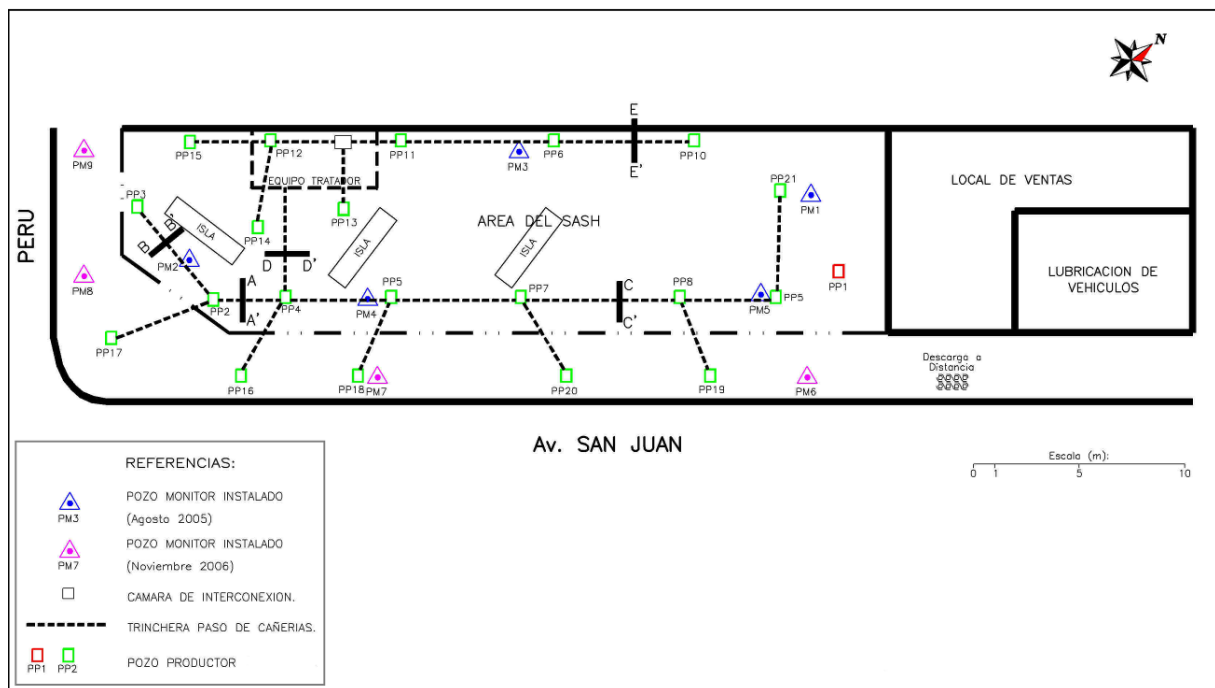 N
E
PP15
PP12
PP11
PP6
PP10
PM9
PM3
E'
EQUIPO TRATADOR
PP21
LOCAL DE VENTAS
PP3
PP13
PM1
PERU
B'
ISLA
PP14
AREA DEL SASH
B
ISLA
ISLA
PM2
D
D'
PP1
LUBRICACION DE
VEHICULOS
PM8
A
PP5
PP7
C
PP8
PP2
PP4
PM4
PM5
PP5
A'
C'
PP17
PP16
PP18
PM7
PP20
PP19
PM6
Descarga a
Distancia
Av. SAN JUAN
Escala (m):
0 1 5 10
REFERENCIAS:
PM3
POZO MONITOR INSTALADO
(Agosto 2005)
PM7
POZO MONITOR INSTALADO
(Noviembre 2006)
CAMARA DE INTERCONEXION.
TRINCHERA PASO DE CAÑERIAS.
PP1 PP2
POZO PRODUCTOR